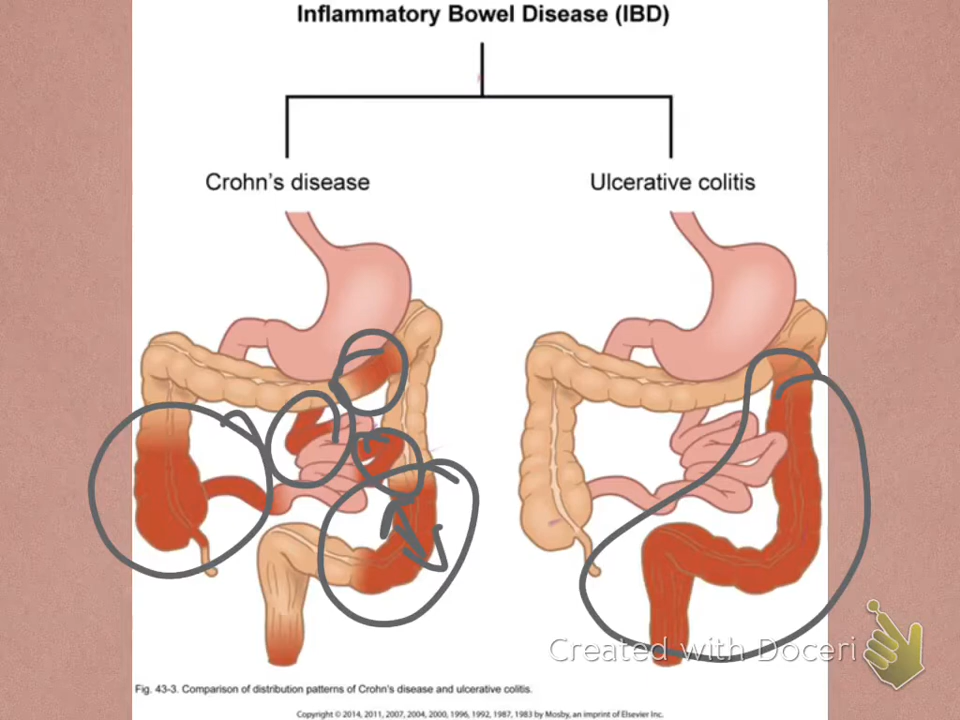 Inflammatory Bowel Disease (IBD)
Crohn's disease
Ulcerative colitis
Created with Doceri
Fig. 43-3. Comparison of distribution patterns of Crohn's disease and ulcerative colitis.
Copyright © 2014, 2011, 2007, 2004, 2000, 1996, 1992, 1987, 1983 by Mosby, an imprint of Elsevier Inc.